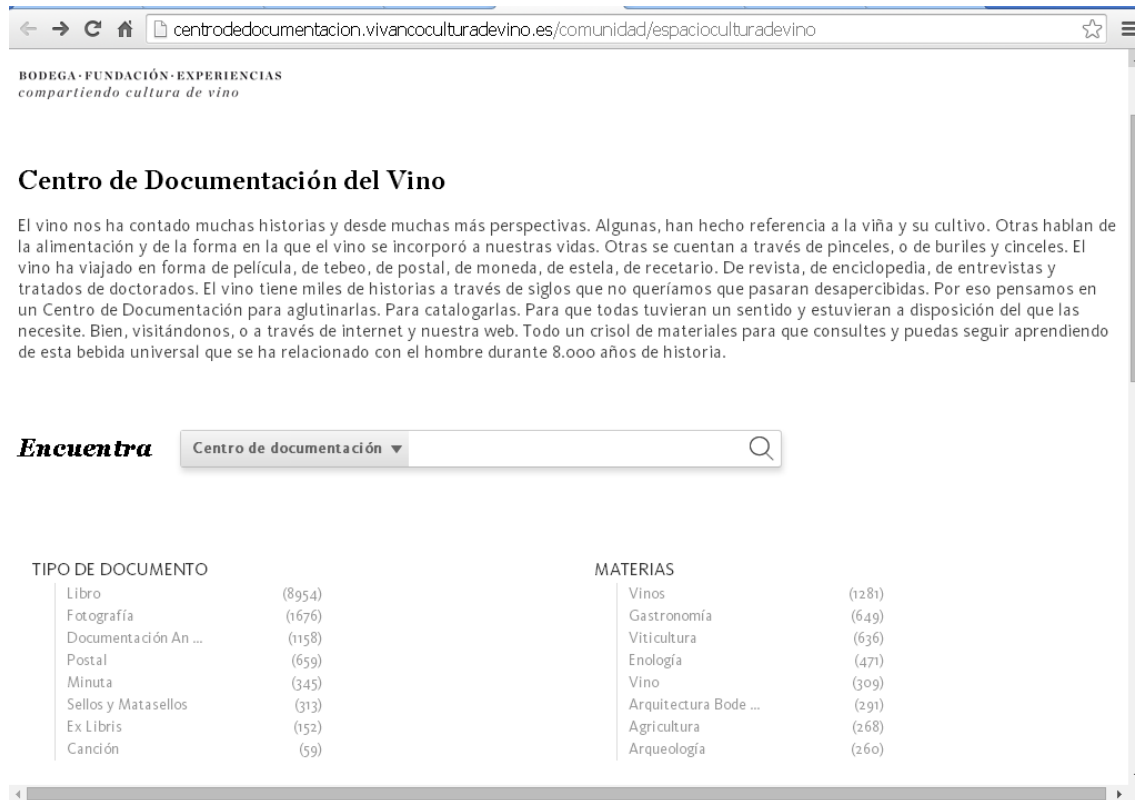 centrodedocumentacion.vivancoculturadevino.es/comunidad/espacioculturadevino
BODEGA·FUNDACIÓN·EXPERIENCIAS
compartiendo cultura de vino
Centro de Documentación del Vino
El vino nos ha contado muchas historias y desde muchas más perspectivas. Algunas, han hecho referencia a la viña y su cultivo. Otras hablan de
la alimentación y de la forma en la que el vino se incorporó a nuestras vidas. Otras se cuentan a través de pinceles, o de buriles y cinceles. El
vino ha viajado en forma de película, de tebeo, de postal, de moneda, de estela, de recetario. De revista, de enciclopedia, de entrevistas y
tratados de doctorados. El vino tiene miles de historias a través de siglos que no queríamos que pasaran desapercibidas. Por eso pensamos en
un Centro de Documentación para aglutinarlas. Para catalogarlas. Para que todas tuvieran un sentido y estuvieran a disposición del que las
necesite. Bien, visitándonos, o a través de internet y nuestra web. Todo un crisol de materiales para que consultes y puedas seguir aprendiendo
de esta bebida universal que se ha relacionado con el hombre durante 8.000 años de historia.
Encuentra Centro de documentación
TIPO DE DOCUMENTO
Libro (8954)
Fotografía (1676)
Documentación An ... (1158)
Postal (659)
Minuta (345)
Sellos y Matasellos (313)
Ex Libris (152)
Canción (59)
MATERIAS
Vinos (1281)
Gastronomía (649)
Viticultura (636)
Enología (471)
Vino (309)
Arquitectura Bode ... (291)
Agricultura (268)
Arqueología (260)